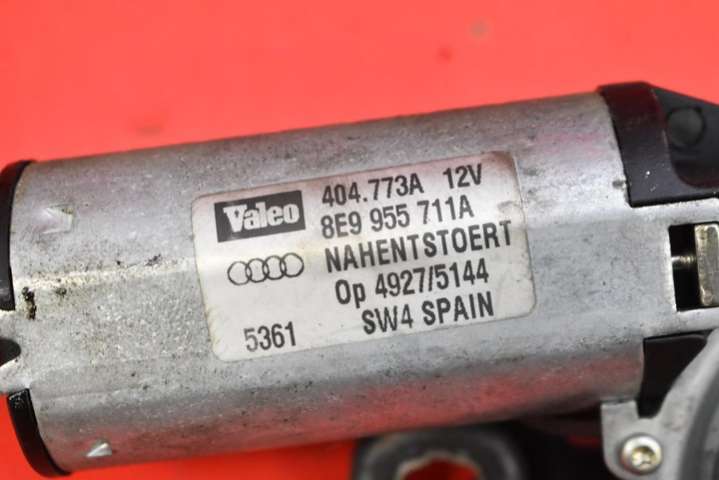 Valeo 404.773A 12V
8E9 955 711A
NAHENTSTOERT
Op 4927/5144
5361 SW4 SPAIN